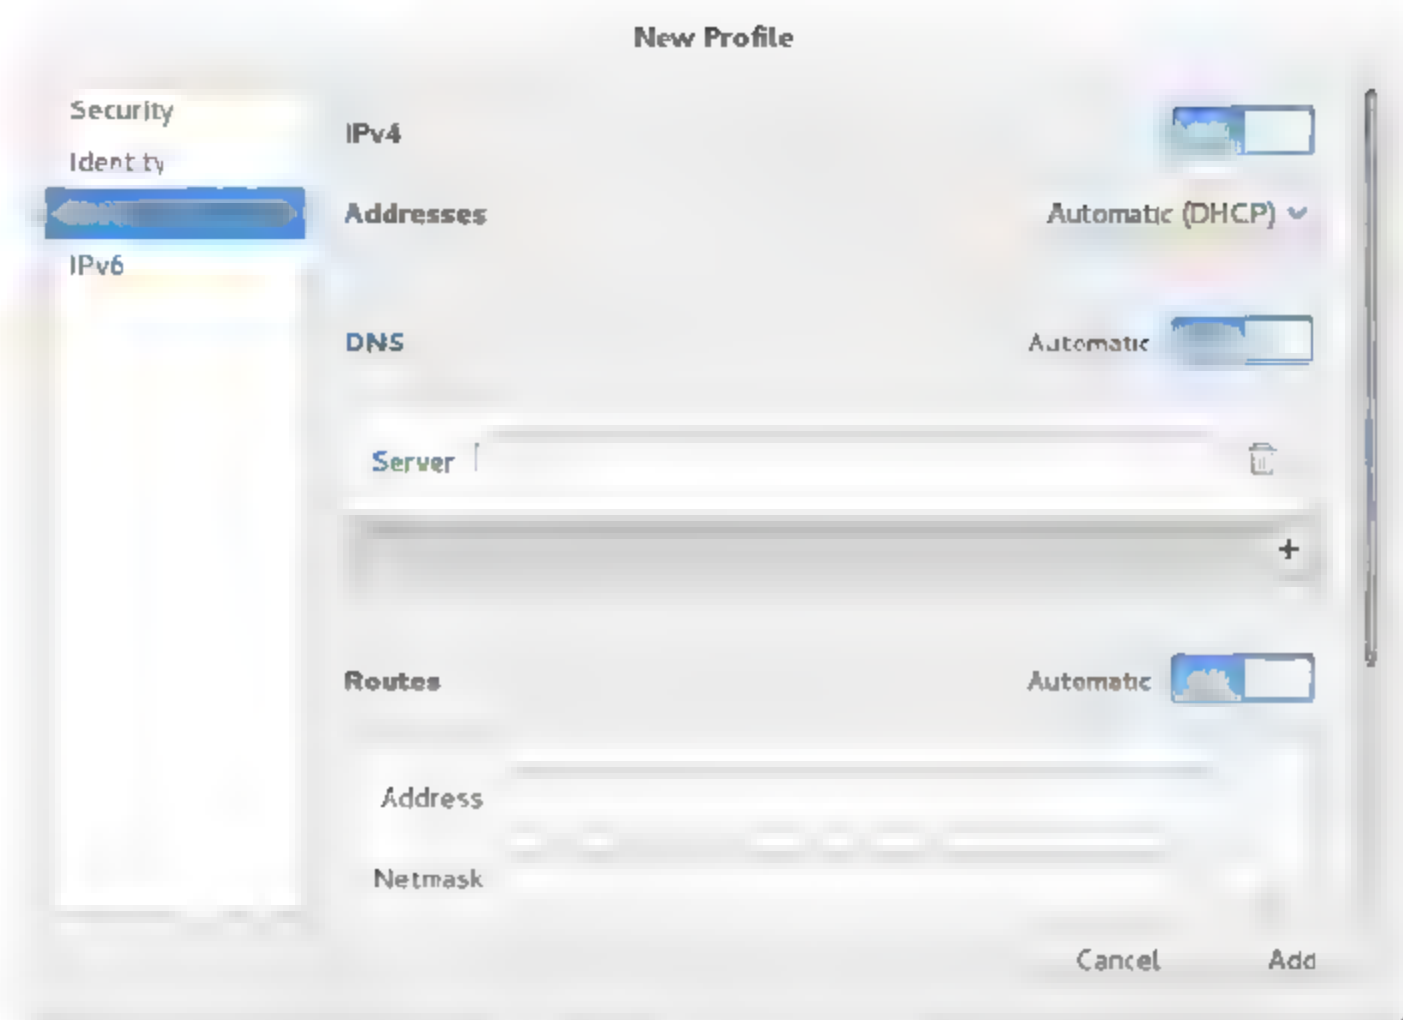 New Profile
Security
Identity
IPv6
IPv4
Addresses
Automatic (DHCP)
DNS
Automatic
Server
+
Routes
Automatic
Address
Netmask
Cancel
Add